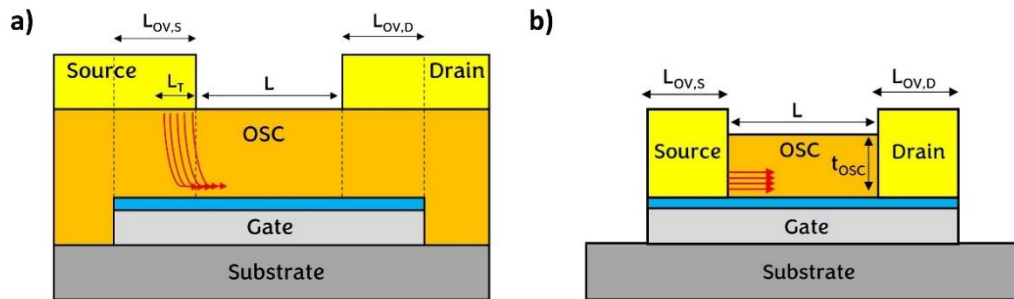 a)
L_OV,S
L_OV,D
Source
L_T
L
Drain
OSC
Gate
Substrate
b)
L_OV,S
L_OV,D
L
Source
OSC
Drain
t_OSC
Gate
Substrate